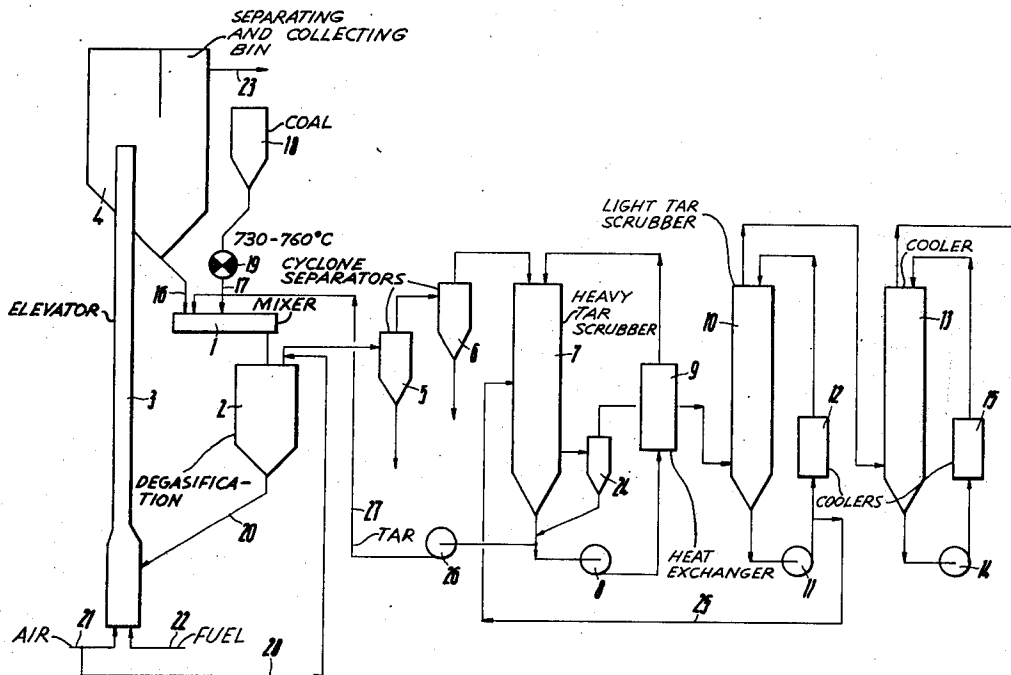 SEPARATING
AND COLLECTING
BIN
23
COAL
18
4
730-760°C
19
CYCLONE
SEPARATORS
16
17
MIXER
1
ELEVATOR
3
2
DEGASIFICA-
TION
20
5
6
HEAVY
TAR
SCRUBBER
7
9
24
27
TAR
26
8
HEAT
EXCHANGER
25
LIGHT TAR
SCRUBBER
10
12
COOLERS
11
COOLER
13
15
14
AIR
21
22
FUEL
28